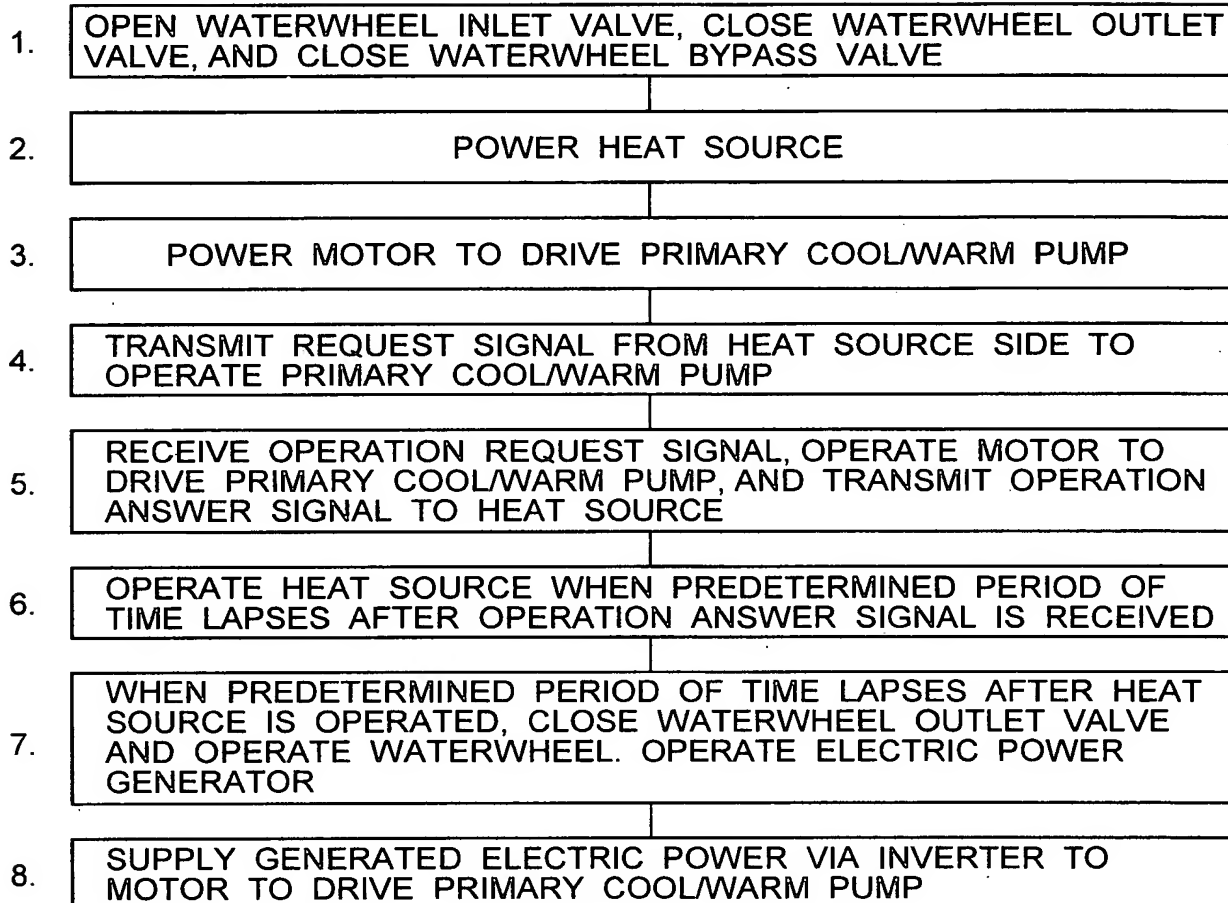 1. OPEN WATERWHEEL INLET VALVE, CLOSE WATERWHEEL OUTLET
VALVE, AND CLOSE WATERWHEEL BYPASS VALVE
2. POWER HEAT SOURCE
3. POWER MOTOR TO DRIVE PRIMARY COOL/WARM PUMP
4. TRANSMIT REQUEST SIGNAL FROM HEAT SOURCE SIDE TO
OPERATE PRIMARY COOL/WARM PUMP
5. RECEIVE OPERATION REQUEST SIGNAL, OPERATE MOTOR TO
DRIVE PRIMARY COOL/WARM PUMP, AND TRANSMIT OPERATION
ANSWER SIGNAL TO HEAT SOURCE
6. OPERATE HEAT SOURCE WHEN PREDETERMINED PERIOD OF
TIME LAPSES AFTER OPERATION ANSWER SIGNAL IS RECEIVED
7. WHEN PREDETERMINED PERIOD OF TIME LAPSES AFTER HEAT
SOURCE IS OPERATED, CLOSE WATERWHEEL OUTLET VALVE
AND OPERATE WATERWHEEL. OPERATE ELECTRIC POWER
GENERATOR
8. SUPPLY GENERATED ELECTRIC POWER VIA INVERTER TO
MOTOR TO DRIVE PRIMARY COOL/WARM PUMP